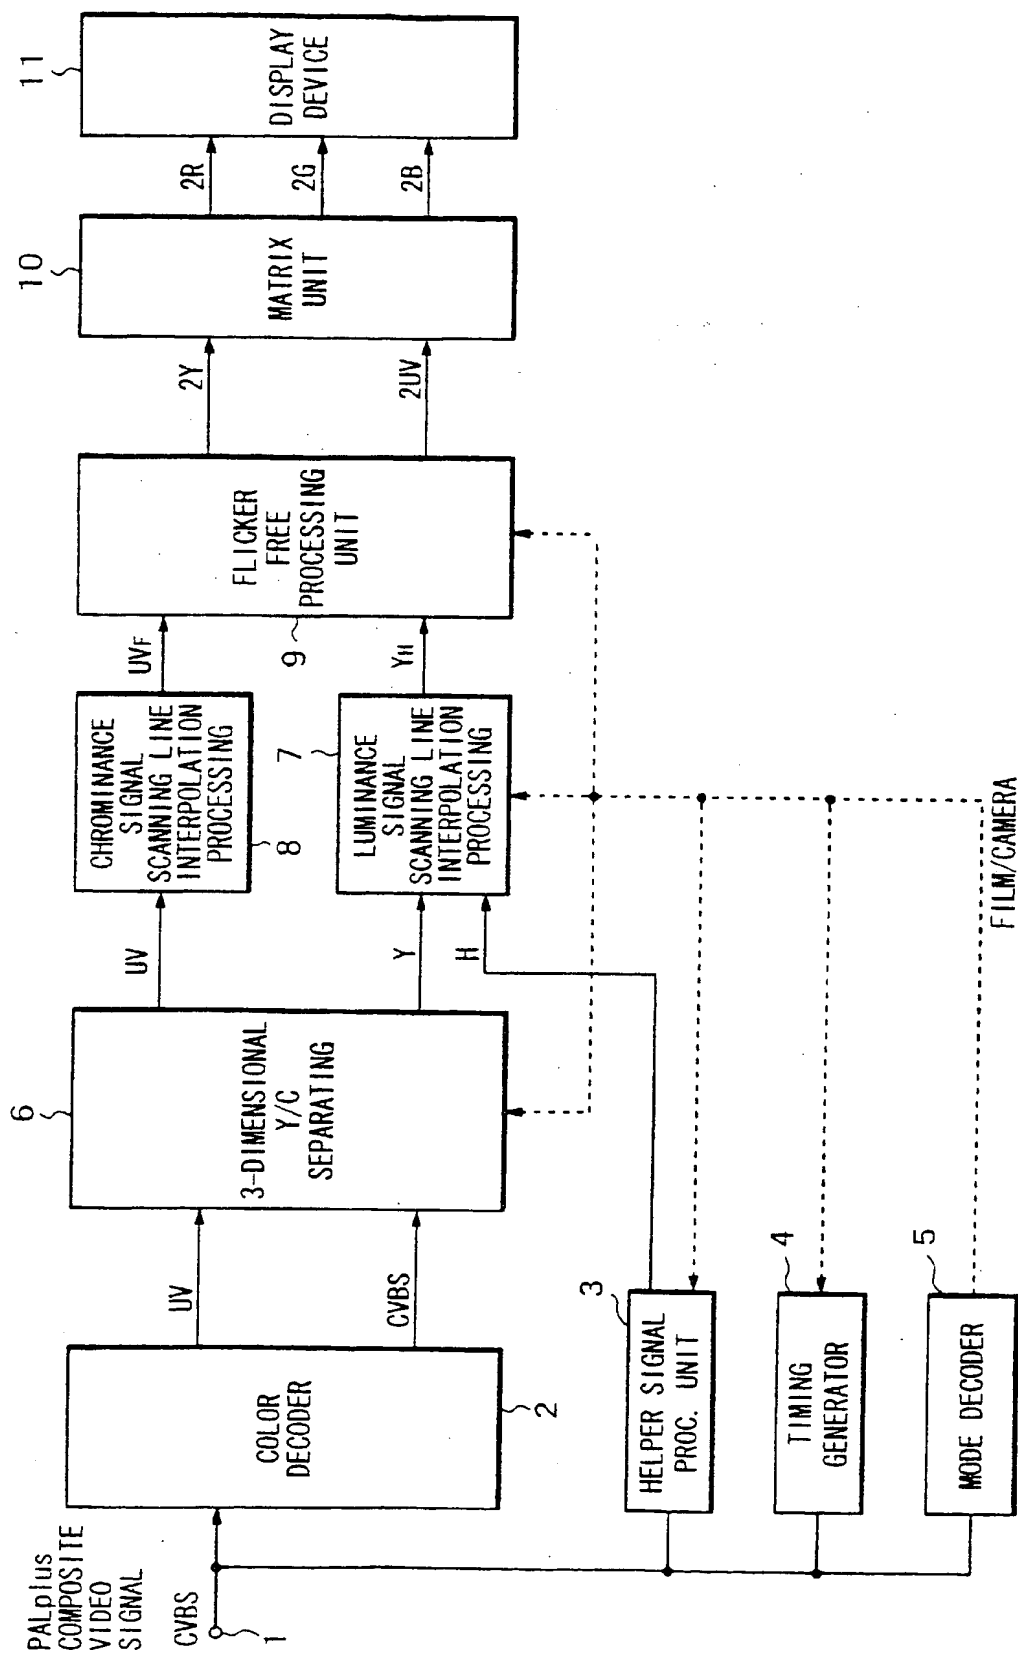 PALplus
COMPOSITE
VIDEO
SIGNAL
CVBS
1
COLOR
DECODER
2
UV
CVBS
6
3-DIMENSIONAL
Y/C
SEPARATING
UV
Y
H
CHROMINANCE
SIGNAL
SCANNING LINE
INTERPOLATION
PROCESSING
8
7
LUMINANCE
SIGNAL
SCANNING LINE
INTERPOLATION
PROCESSING
UVF
YH
9
FLICKER
FREE
PROCESSING
UNIT
2Y
2UV
10
MATRIX
UNIT
2R
2G
2B
11
DISPLAY
DEVICE
3
HELPER SIGNAL
PROC. UNIT
4
TIMING
GENERATOR
5
MODE DECODER
FILM/CAMERA